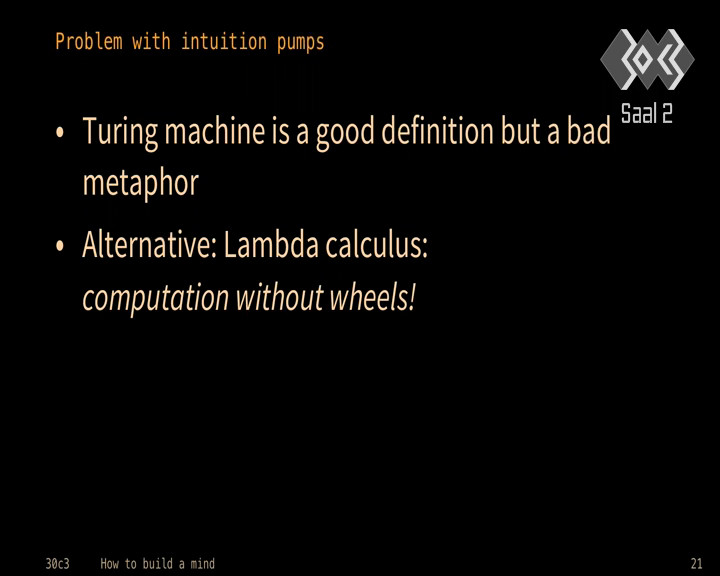 Problem with intuition pumps
Saal 2
• Turing machine is a good definition but a bad
metaphor
• Alternative: Lambda calculus:
computation without wheels!
30c3 How to build a mind 21